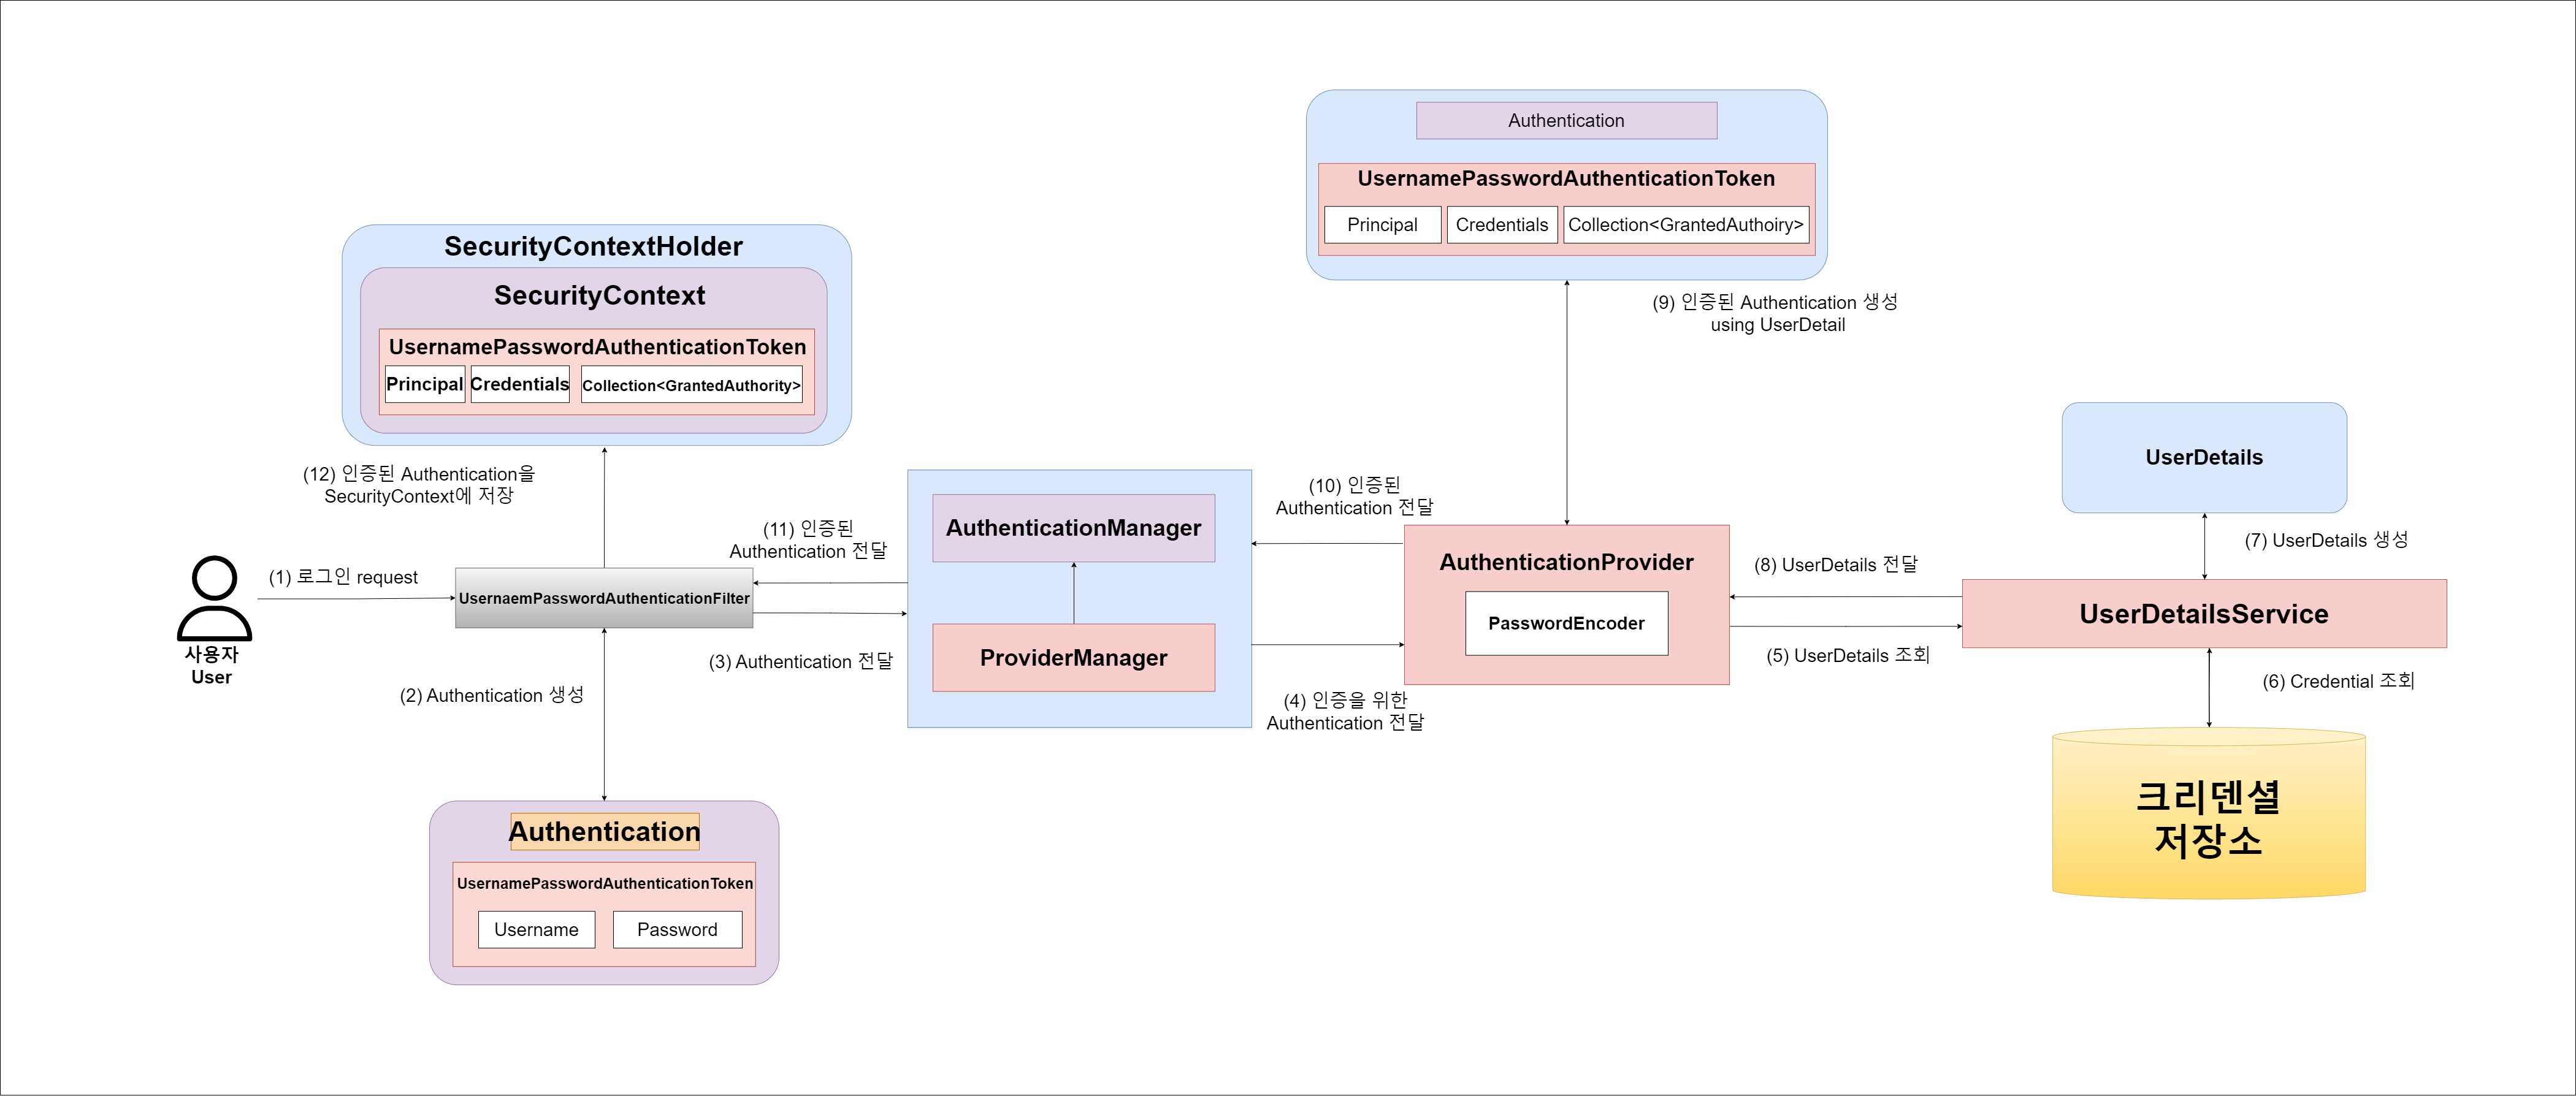 Authentication
UsernamePasswordAuthenticationToken
Principal
Credentials
Collection<GrantedAuthoiry>
(9) 인증된 Authentication 생성
using UserDetail
SecurityContextHolder
SecurityContext
UsernamePasswordAuthenticationToken
Principal
Credentials
Collection<GrantedAuthority>
(12) 인증된 Authentication을
SecurityContext에 저장
(1) 로그인 request
사용자
User
UsernaemPasswordAuthenticationFilter
(2) Authentication 생성
Authentication
UsernamePasswordAuthenticationToken
Username
Password
(11) 인증된
Authentication 전달
(3) Authentication 전달
AuthenticationManager
ProviderManager
(10) 인증된
Authentication 전달
(4) 인증을 위한
Authentication 전달
AuthenticationProvider
PasswordEncoder
(8) UserDetails 전달
(5) UserDetails 조회
UserDetails
(7) UserDetails 생성
UserDetailsService
(6) Credential 조회
크리덴셜
저장소